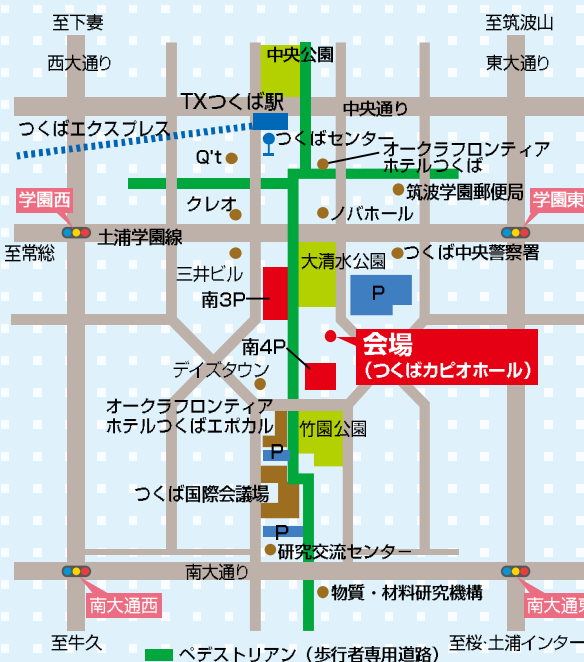 至下妻
至筑波山
中央公園
西大通り
東大通り
TXつくば駅
中央通り
つくばエクスプレス
つくばセンター
オークラフロンティア
ホテルつくば
Q't
筑波学園郵便局
学園西
学園東
クレオ
ノバホール
土浦学園線
至常総
大清水公園
つくば中央警察署
三井ビル
P
南3P
会場
(つくばカピオホール)
南4P
デイズタウン
オークラフロンティア
ホテルつくばエポカル
竹園公園
P
つくば国際会議場
P
研究交流センター
南大通り
物質・材料研究機構
南大通西
南大通東
至牛久
至桜・土浦インター
ペデストリアン(歩行者専用道路)